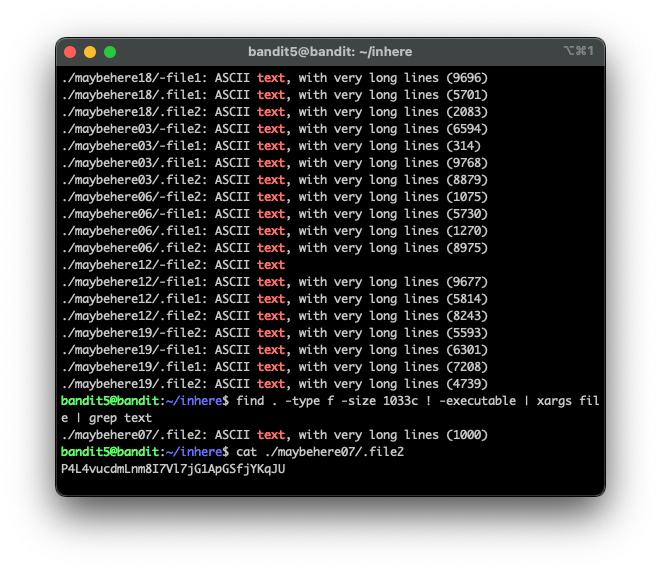 bandit5@bandit: ~/inhere
⌥⌘1
./maybehere18/-file1: ASCII text, with very long lines (9696)
./maybehere18/.file1: ASCII text, with very long lines (5701)
./maybehere18/.file2: ASCII text, with very long lines (2083)
./maybehere03/-file2: ASCII text, with very long lines (6594)
./maybehere03/-file1: ASCII text, with very long lines (314)
./maybehere03/.file1: ASCII text, with very long lines (9768)
./maybehere03/.file2: ASCII text, with very long lines (8879)
./maybehere06/-file2: ASCII text, with very long lines (1075)
./maybehere06/-file1: ASCII text, with very long lines (5730)
./maybehere06/.file1: ASCII text, with very long lines (1270)
./maybehere06/.file2: ASCII text, with very long lines (8975)
./maybehere12/-file2: ASCII text
./maybehere12/-file1: ASCII text, with very long lines (9677)
./maybehere12/.file1: ASCII text, with very long lines (5814)
./maybehere12/.file2: ASCII text, with very long lines (8243)
./maybehere19/-file2: ASCII text, with very long lines (5593)
./maybehere19/-file1: ASCII text, with very long lines (6301)
./maybehere19/.file1: ASCII text, with very long lines (7208)
./maybehere19/.file2: ASCII text, with very long lines (4739)
bandit5@bandit:~/inhere$ find . -type f -size 1033c ! -executable | xargs fil
e | grep text
./maybehere07/.file2: ASCII text, with very long lines (1000)
bandit5@bandit:~/inhere$ cat ./maybehere07/.file2
P4L4vucdmLnm8I7Vl7jG1ApGSfjYKqJU